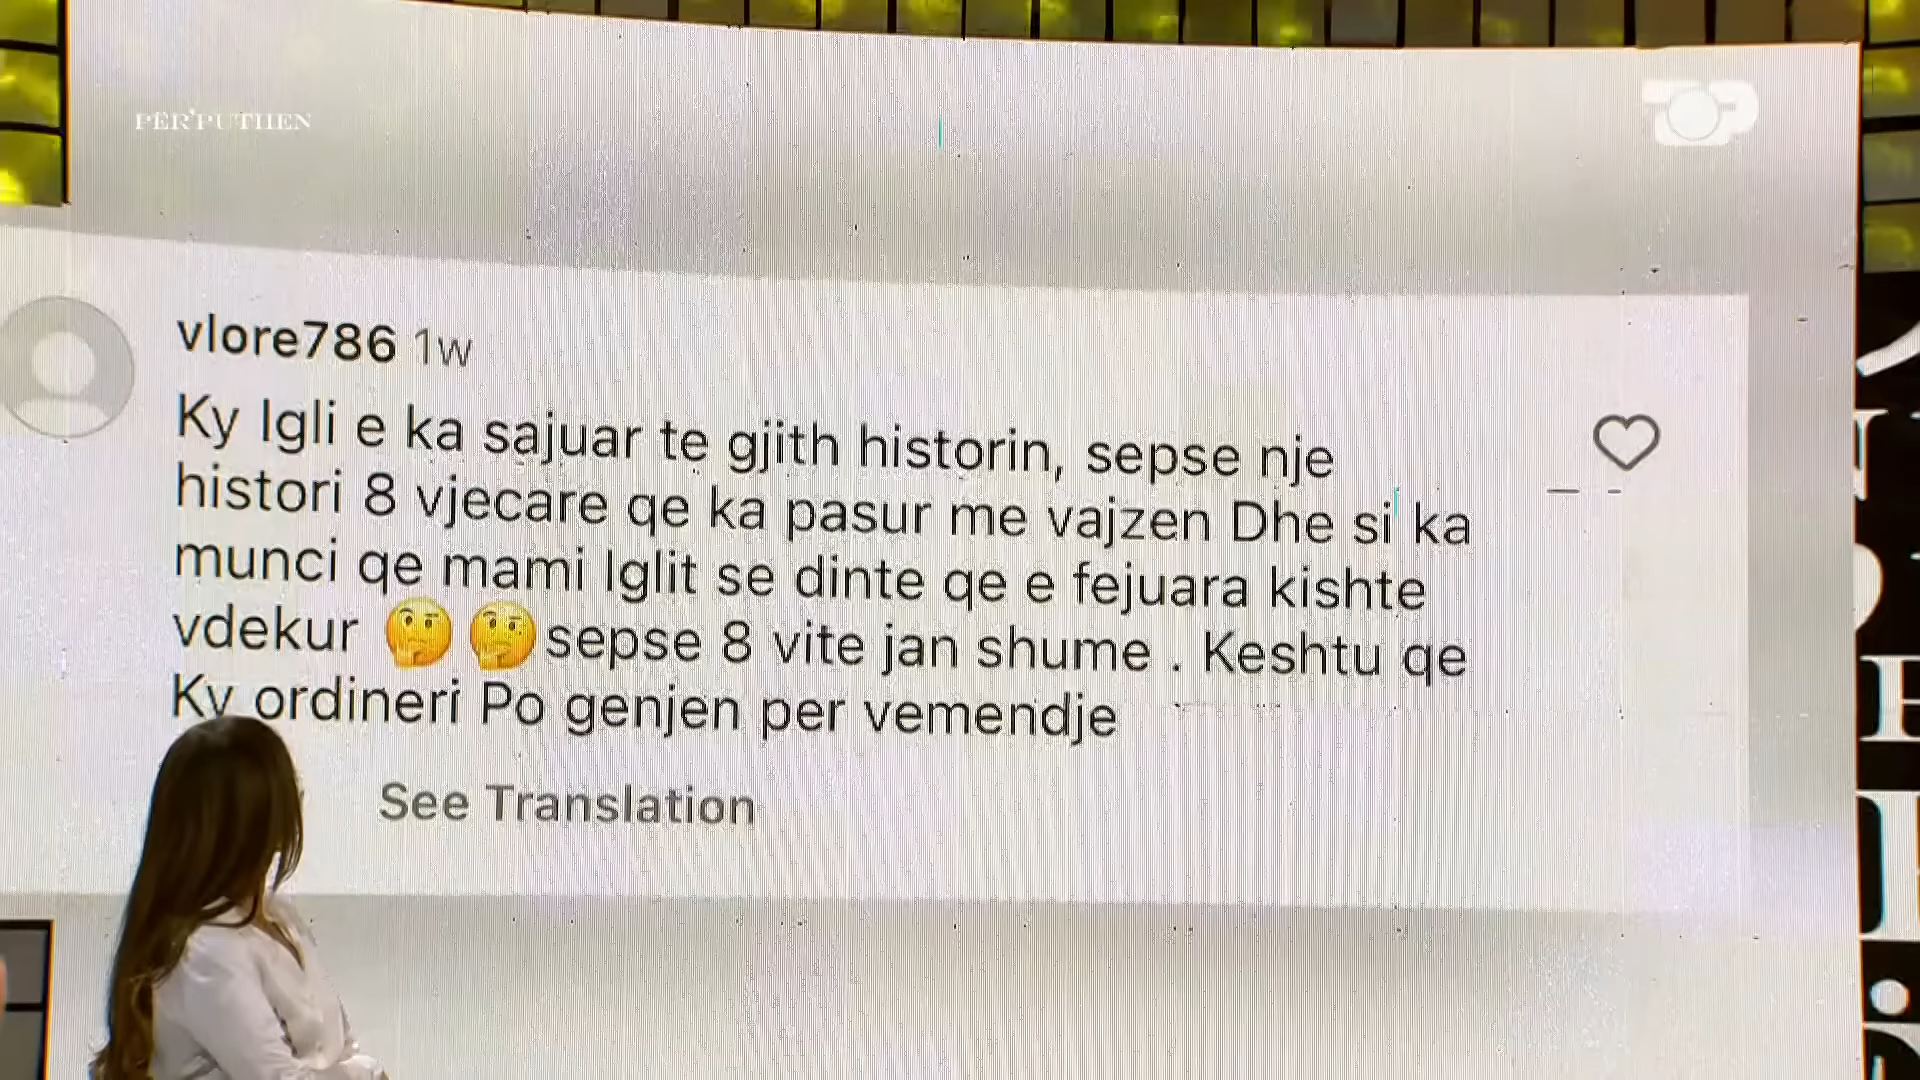 PËR'PUTHEN
TOP
vlore786 1w
Ky Igli e ka sajuar te gjith historin, sepse nje
histori 8 vjecare qe ka pasur me vajzen Dhe si ka
munci qe mami Iglit se dinte qe e fejuara kishte
vdekur 🤔🤔sepse 8 vite jan shume . Keshtu qe
Ky ordineri Po genjen per vemendje
See Translation